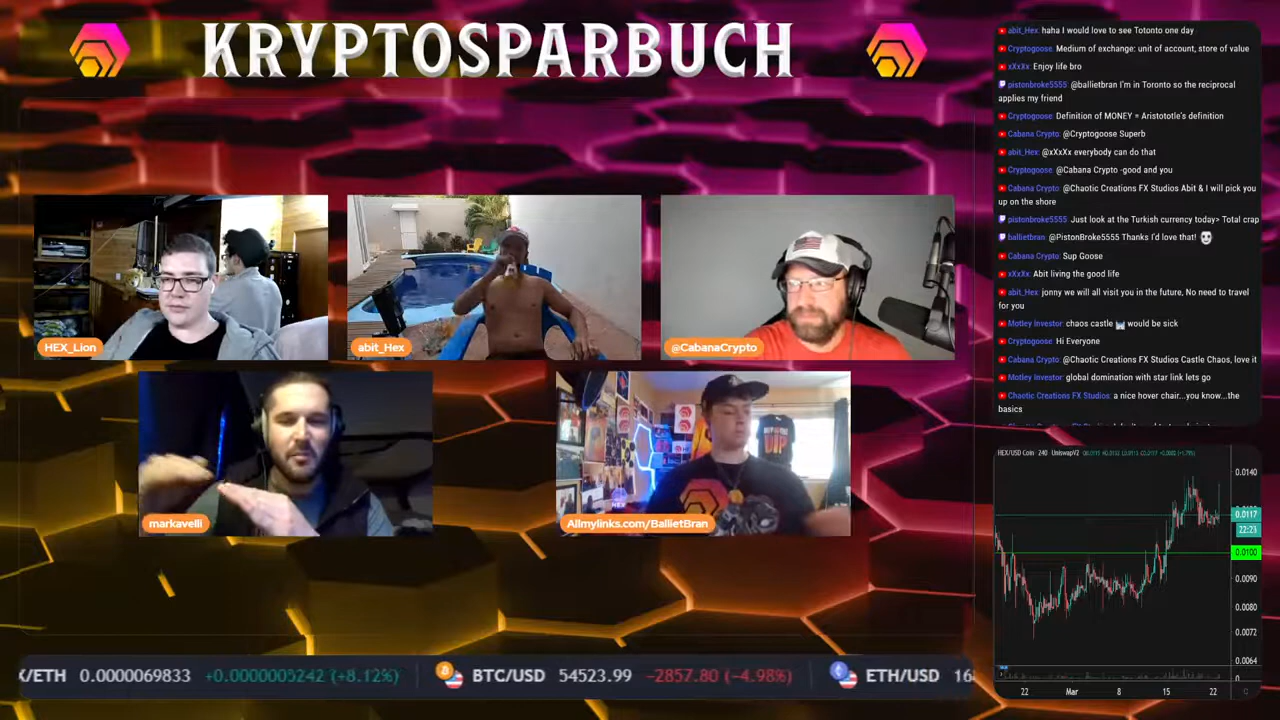 KRYPTOSPARBUCH
abit_Hex: haha I would love to see Totonto one day
Cryptogoose: Medium of exchange: unit of account, store of value
xXxXx: Enjoy life bro
pistonbroke5555: @ballietbran I'm in Toronto so the reciprocal
applies my friend
Cryptogoose: Definition of MONEY = Aristototle's definition
Cabana Crypto: @Cryptogoose Superb
abit_Hex: @xXxXx everybody can do that
Cryptogoose: @Cabana Crypto -good and you
Cabana Crypto: @Chaotic Creations FX Studios Abit & I will pick you
up on the shore
pistonbroke5555: Just look at the Turkish currency today> Total crap
ballietbran: @PistonBroke5555 Thanks I'd love that!
Cabana Crypto: Sup Goose
xXxXx: Abit living the good life
abit_Hex: jonny we will all visit you in the future, No need to travel
for you
Motley Investor: chaos castle would be sick
Cryptogoose: Hi Everyone
Cabana Crypto: @Chaotic Creations FX Studios Castle Chaos, love it
Motley Investor: global domination with star link lets go
Chaotic Creations FX Studios: a nice hover chair...you know...the
basics
HEX_Lion
abit_Hex
@CabanaCrypto
markavelli
Allmylinks.com/BallietBran
HEX/USD Coin 240 UniswapV2
0.0140
0.0117
22:23
0.0100
0.0090
0.0080
0.0072
0.0064
22 Mar 8 15 22
X/ETH 0.0000069833 +0.0000005242 (+8.12%) BTC/USD 54523.99 −2857.80 (−4.98%) ETH/USD 16